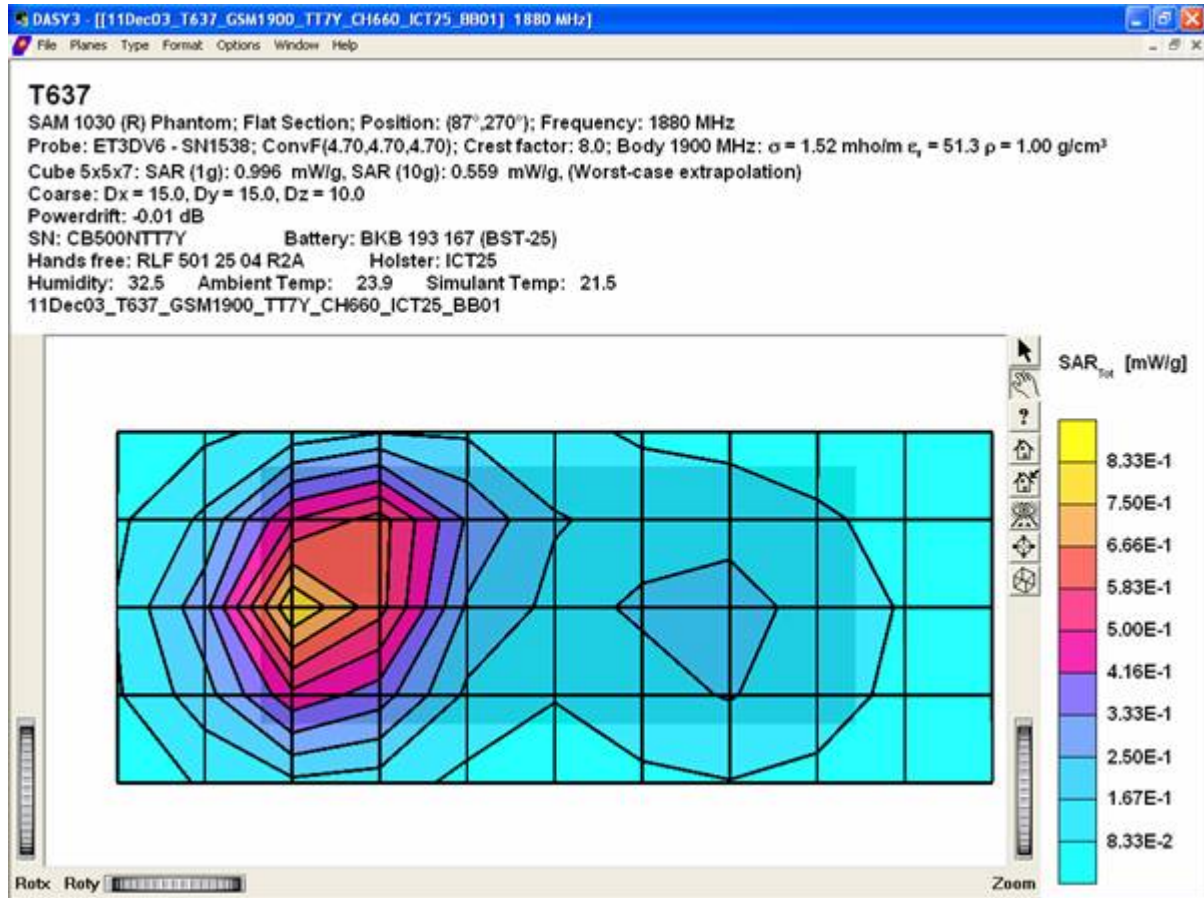 DASY3 - [[11Dec03_T637_GSM1900_TT7Y_CH660_ICT25_BB01] 1880 MHz]
File Planes Type Format Options Window Help
T637
SAM 1030 (R) Phantom; Flat Section; Position: (87°,270°); Frequency: 1880 MHz
Probe: ET3DV6 - SN1538; ConvF(4.70,4.70,4.70); Crest factor: 8.0; Body 1900 MHz: σ = 1.52 mho/m εr = 51.3 ρ = 1.00 g/cm³
Cube 5x5x7: SAR (1g): 0.996 mW/g, SAR (10g): 0.559 mW/g, (Worst-case extrapolation)
Coarse: Dx = 15.0, Dy = 15.0, Dz = 10.0
Powerdrift: -0.01 dB
SN: CB500NTT7Y Battery: BKB 193 167 (BST-25)
Hands free: RLF 501 25 04 R2A Holster: ICT25
Humidity: 32.5 Ambient Temp: 23.9 Simulant Temp: 21.5
11Dec03_T637_GSM1900_TT7Y_CH660_ICT25_BB01
SARTot [mW/g]
?
8.33E-1
7.50E-1
6.66E-1
5.83E-1
5.00E-1
4.16E-1
3.33E-1
2.50E-1
1.67E-1
8.33E-2
Rotx Roty Zoom